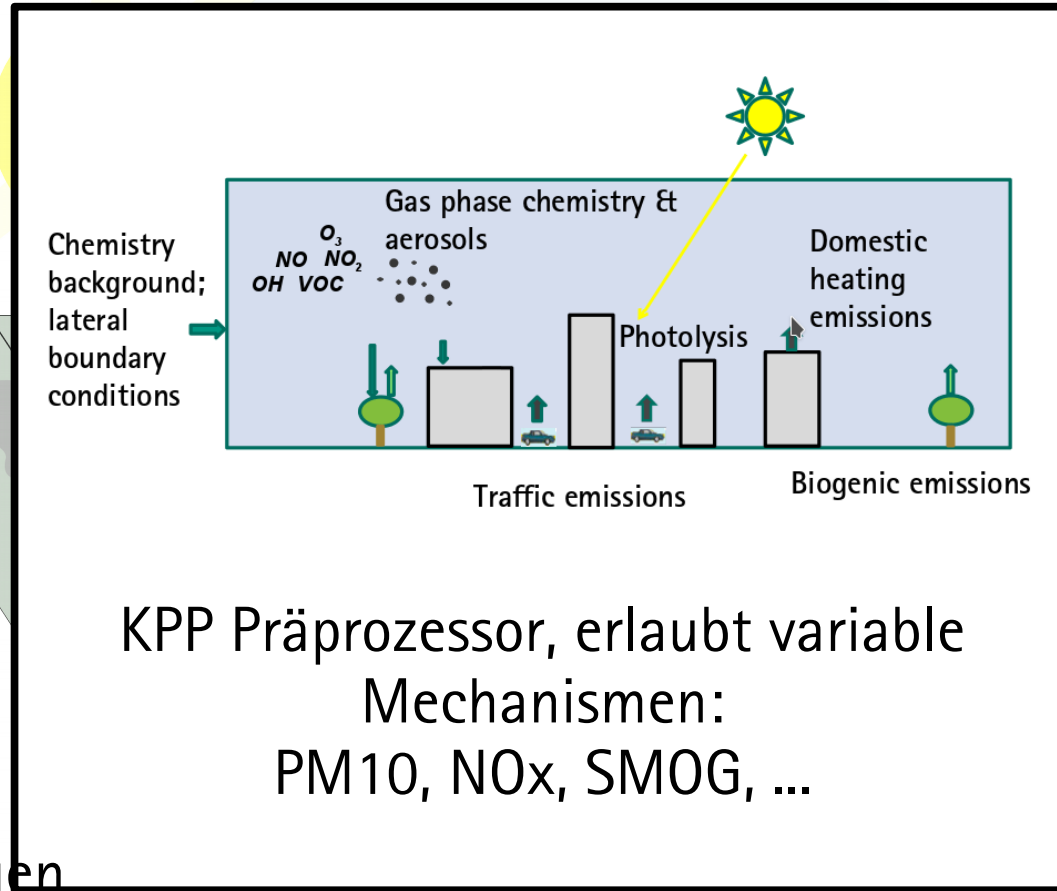 Gas phase chemistry &
aerosols
Chemistry
background;
lateral
boundary
conditions
O₃
NO NO₂
OH VOC
Domestic
heating
emissions
Photolysis
Traffic emissions
Biogenic emissions
KPP Präprozessor, erlaubt variable
Mechanismen:
PM10, NOx, SMOG, ...